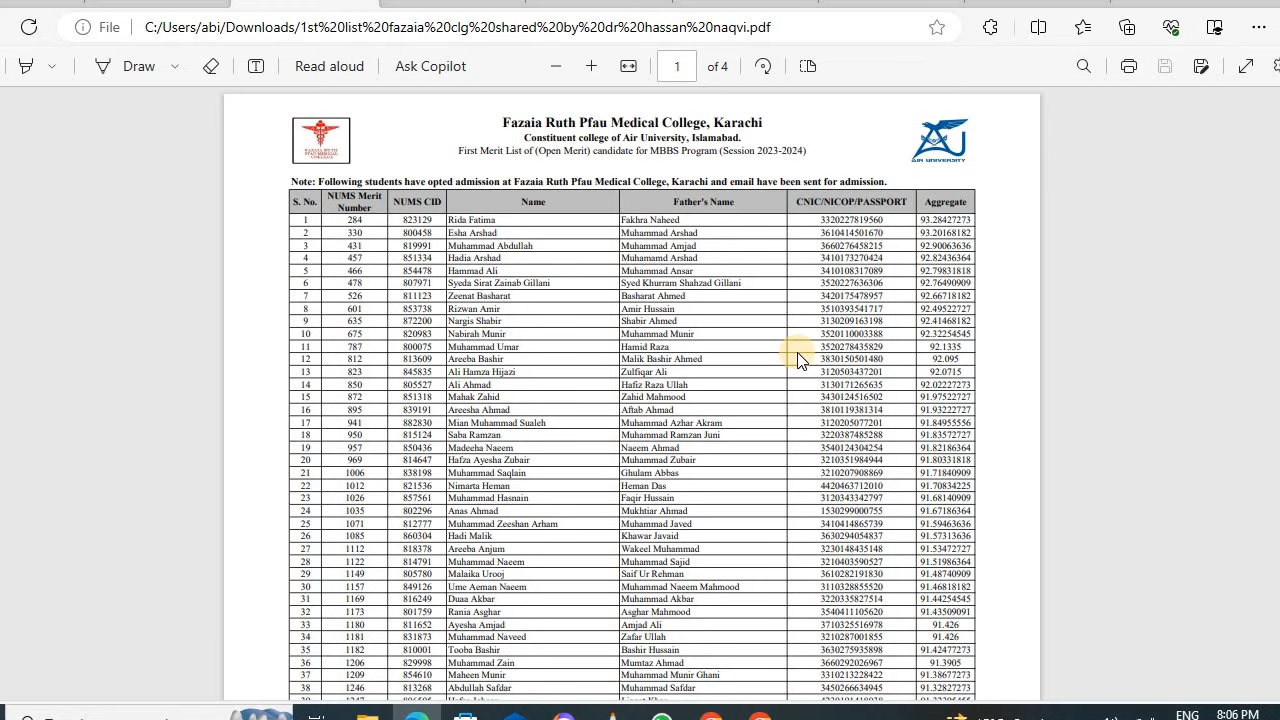 File C:/Users/abi/Downloads/1st%20list%20fazaia%20clg%20shared%20by%20dr%20hassan%20naqvi.pdf
Draw Read aloud Ask Copilot 1 of 4
Fazaia Ruth Pfau Medical College, Karachi
Constituent college of Air University, Islamabad.
First Merit List of (Open Merit) candidate for MBBS Program (Session 2023-2024)
AIR UNIVERSITY
Note: Following students have opted admission at Fazaia Ruth Pfau Medical College, Karachi and email have been sent for admission.
S. No. NUMS Merit Number NUMS CID Name Father's Name CNIC/NICOP/PASSPORT Aggregate
1 284 823129 Rida Fatima Fakhra Naheed 3320227819560 93.28427273
2 330 800458 Esha Arshad Muhammad Arshad 3610414501670 93.20168182
3 431 819991 Muhammad Abdullah Muhammad Amjad 3660276458215 92.90063636
4 457 851334 Hadia Arshad Muhamamd Arshad 3410173270424 92.82436364
5 466 854478 Hammad Ali Muhammad Ansar 3410108317089 92.79831818
6 478 807971 Syeda Sirat Zainab Gillani Syed Khurram Shahzad Gillani 3520227636306 92.76490909
7 526 811123 Zeenat Basharat Basharat Ahmed 3420175478957 92.66718182
8 601 853738 Rizwan Amir Amir Hussain 3510393541717 92.49522727
9 635 872200 Nargis Shabir Shabir Ahmed 3130209163198 92.41468182
10 675 820983 Nabirah Munir Muhammad Munir 3520110003388 92.32254545
11 787 800075 Muhammad Umar Hamid Raza 3520278435829 92.1335
12 812 813609 Areeba Bashir Malik Bashir Ahmed 3830150501480 92.095
13 823 845835 Ali Hamza Hijazi Zulfiqar Ali 3120503437201 92.0715
14 850 805527 Ali Ahmad Hafiz Raza Ullah 3130171265635 92.02227273
15 872 851318 Mahak Zahid Zahid Mahmood 3430124516502 91.97522727
16 895 839191 Areesha Ahmad Aftab Ahmad 3810119381314 91.93222727
17 941 882830 Mian Muhammad Sualeh Muhammad Azhar Akram 3120205077201 91.84955556
18 950 815124 Saba Ramzan Muhammad Ramzan Juni 3220387485288 91.83572727
19 957 850436 Madeeha Naeem Naeem Ahmad 3540124304254 91.82186364
20 969 814647 Hafza Ayesha Zubair Muhammad Zubair 3210351984944 91.80331818
21 1006 838198 Muhammad Saqlain Ghulam Abbas 3210207908869 91.71840909
22 1012 821536 Nimarta Heman Heman Das 4420463712010 91.70834225
23 1026 857561 Muhammad Hasnain Faqir Hussain 3120343342797 91.68140909
24 1035 802296 Anas Ahmad Mukhtiar Ahmad 1530299000755 91.67186364
25 1071 812777 Muhammad Zeeshan Arham Muhammad Javed 3410414865739 91.59463636
26 1085 860304 Hadi Malik Khawar Javaid 3630294054837 91.57313636
27 1112 818378 Areeba Anjum Wakeel Muhammad 3230148435148 91.53472727
28 1122 814791 Muhammad Naeem Muhammad Sajid 3210403590527 91.51986364
29 1149 805780 Malaika Urooj Saif Ur Rehman 3610282191830 91.48740909
30 1157 849126 Ume Aeman Naeem Muhammad Naeem Mahmood 3110328855520 91.46818182
31 1169 816249 Duaa Akbar Muhammad Akbar 3220335827514 91.44254545
32 1173 801759 Rania Asghar Asghar Mahmood 3540411105620 91.43509091
33 1180 811652 Ayesha Amjad Amjad Ali 3710325516978 91.426
34 1181 831873 Muhammad Naveed Zafar Ullah 3210287001855 91.426
35 1182 810001 Tooba Bashir Bashir Hussain 3630275935898 91.42477273
36 1206 829998 Muhammad Zain Mumtaz Ahmad 3660292026967 91.3905
37 1209 854610 Maheen Munir Muhammad Munir Ghani 3310213228422 91.38677273
38 1246 813268 Abdullah Safdar Muhammad Safdar 3450266634945 91.32827273
ENG 8:06 PM